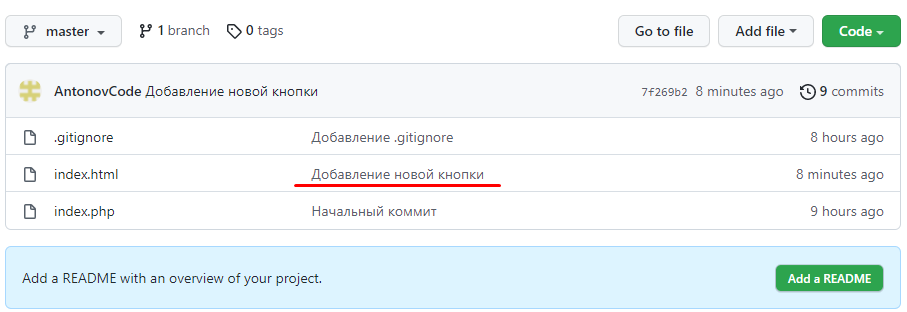 master 1 branch 0 tags Go to file Add file Code
AntonovCode Добавление новой кнопки 7f269b2 8 minutes ago 9 commits
.gitignore Добавление .gitignore 8 hours ago
index.html Добавление новой кнопки 8 minutes ago
index.php Начальный коммит 9 hours ago
Add a README with an overview of your project. Add a README